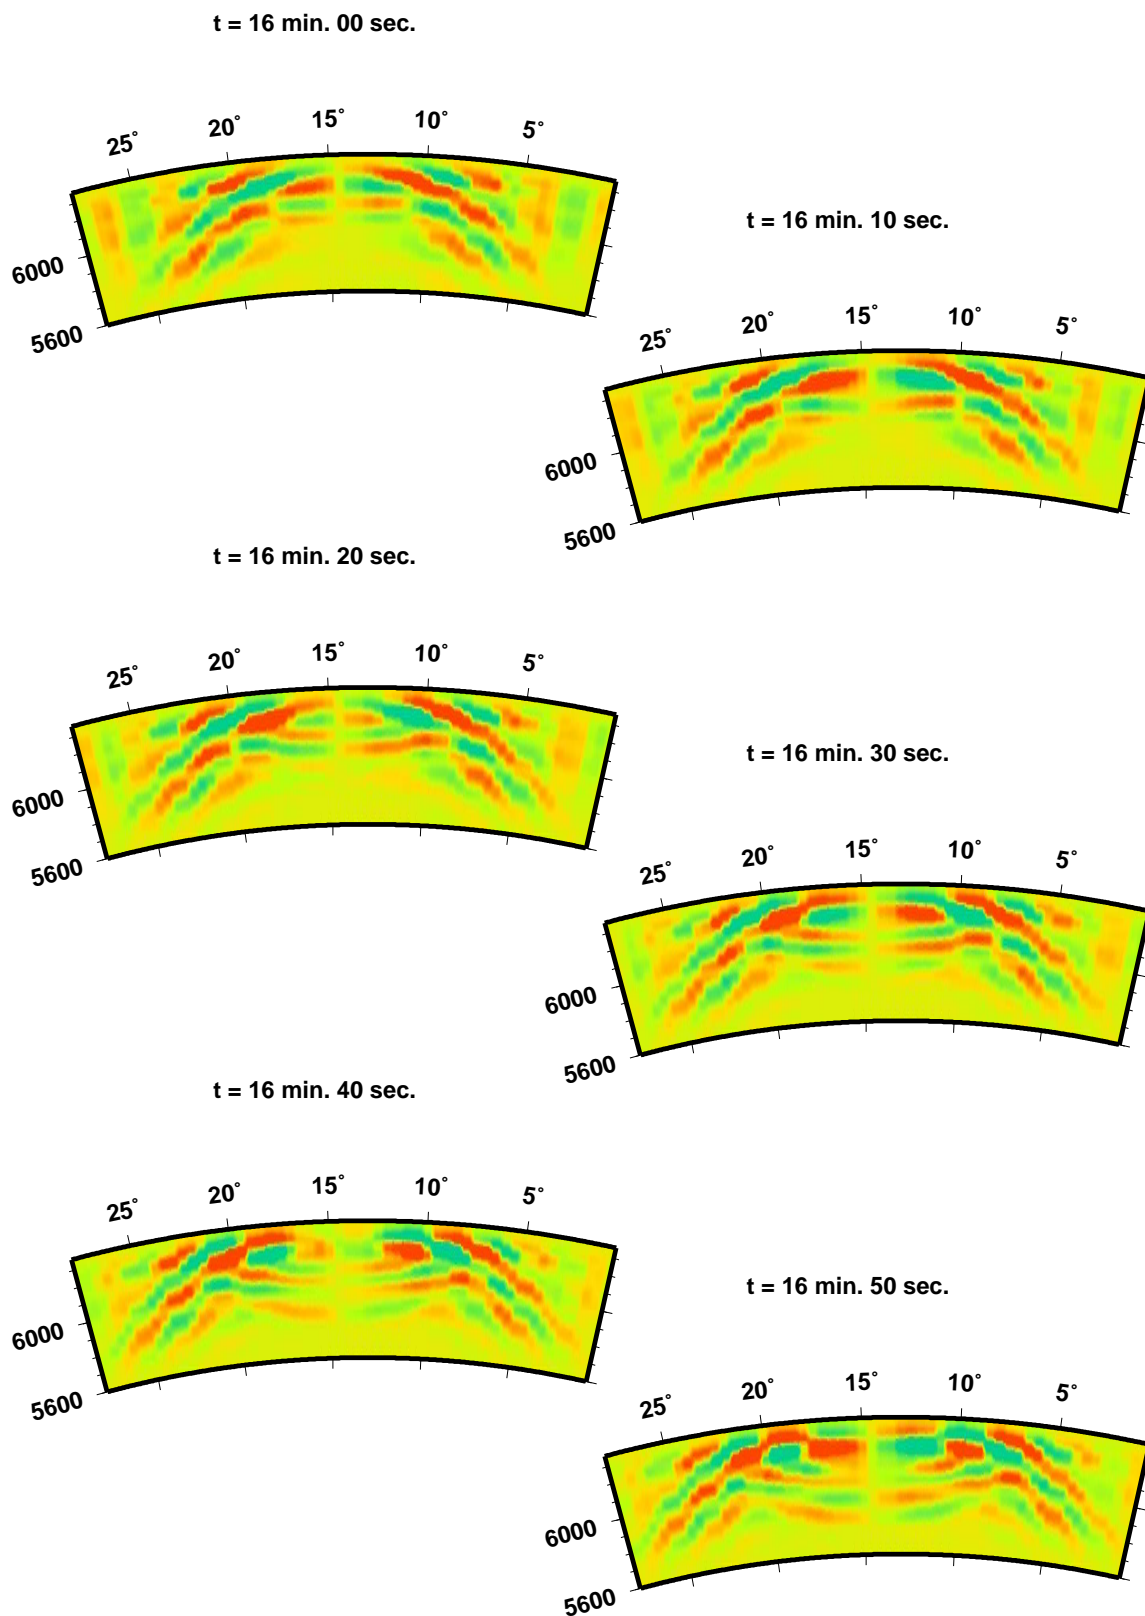 t = 16 min. 00 sec.
25° 20° 15° 10° 5°
6000
5600
t = 16 min. 10 sec.
25° 20° 15° 10° 5°
6000
5600
t = 16 min. 20 sec.
25° 20° 15° 10° 5°
6000
5600
t = 16 min. 30 sec.
25° 20° 15° 10° 5°
6000
5600
t = 16 min. 40 sec.
25° 20° 15° 10° 5°
6000
5600
t = 16 min. 50 sec.
25° 20° 15° 10° 5°
6000
5600